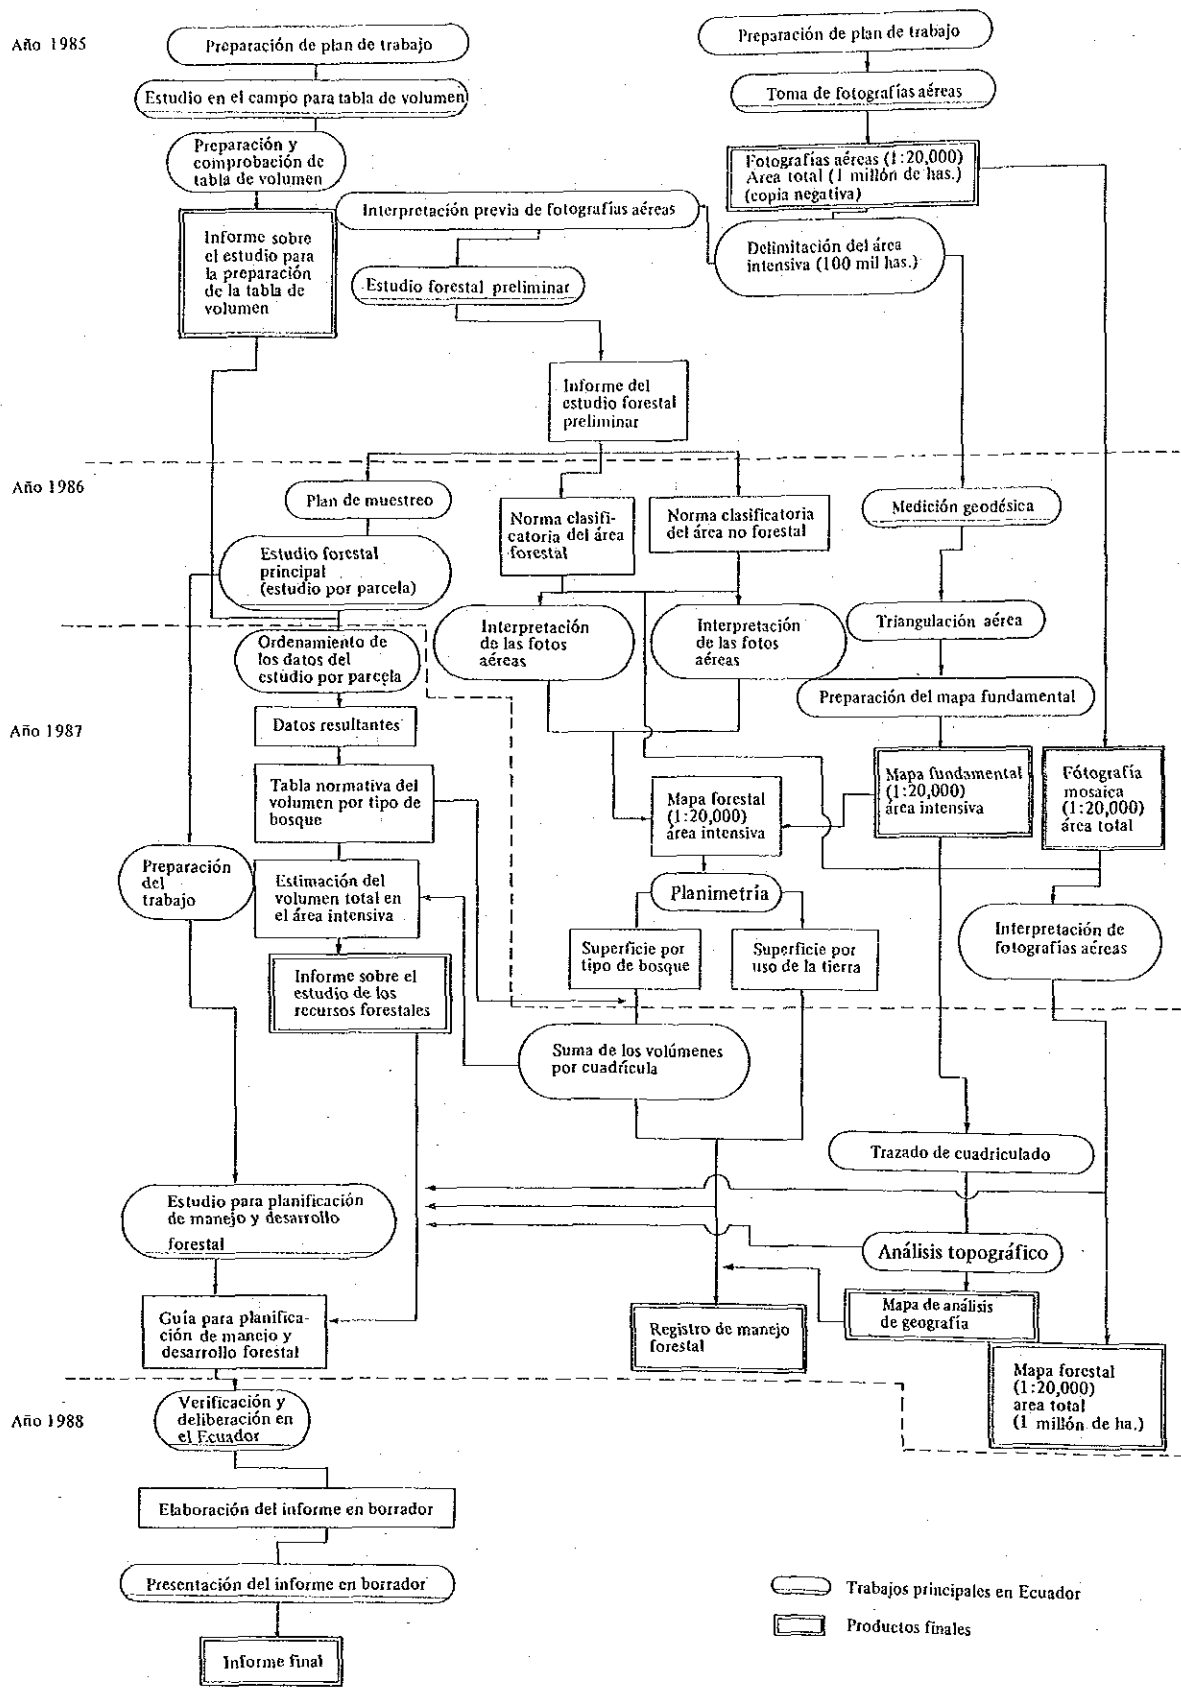 Año 1985
Preparación de plan de trabajo
Preparación de plan de trabajo
Estudio en el campo para tabla de volumen
Toma de fotografías aéreas
Preparación y
comprobación de
tabla de volumen
Fotografías aéreas (1:20,000)
Area total (1 millón de has.)
(copia negativa)
Interpretación previa de fotografías aéreas
Informe sobre
el estudio para
la preparación
de la tabla de
volumen
Delimitación del área
intensiva (100 mil has.)
Estudio forestal preliminar
Informe del
estudio forestal
preliminar
Año 1986
Plan de muestreo
Norma clasifi-
catoria del área
forestal
Norma clasificatoria
del área no forestal
Medición geodésica
Estudio forestal
principal
(estudio por parcela)
Interpretación
de las fotos
aéreas
Interpretación
de las fotos
aéreas
Triangulación aérea
Ordenamiento de
los datos del
estudio por parcela
Preparación del mapa fundamental
Año 1987
Datos resultantes
Tabla normativa del
volumen por tipo de
bosque
Mapa forestal
(1:20,000)
área intensiva
Mapa fundamental
(1:20,000)
área intensiva
Fótografía
mosaica
(1:20,000)
área total
Preparación
del
trabajo
Estimación del
volumen total en
el área intensiva
Planimetría
Superficie por
tipo de bosque
Superficie por
uso de la tierra
Interpretación de
fotografías aéreas
Informe sobre el
estudio de los
recursos forestales
Suma de los volúmenes
por cuadrícula
Trazado de cuadriculado
Estudio para planificación
de manejo y desarrollo
forestal
Análisis topográfico
Guía para planifica-
ción de manejo y
desarrollo forestal
Registro de manejo
forestal
Mapa de análisis
de geografía
Mapa forestal
(1:20,000)
area total
(1 millón de ha.)
Año 1988
Verificación y
deliberación en
el Ecuador
Elaboración del informe en borrador
Presentación del informe en borrador
Informe final
Trabajos principales en Ecuador
Productos finales